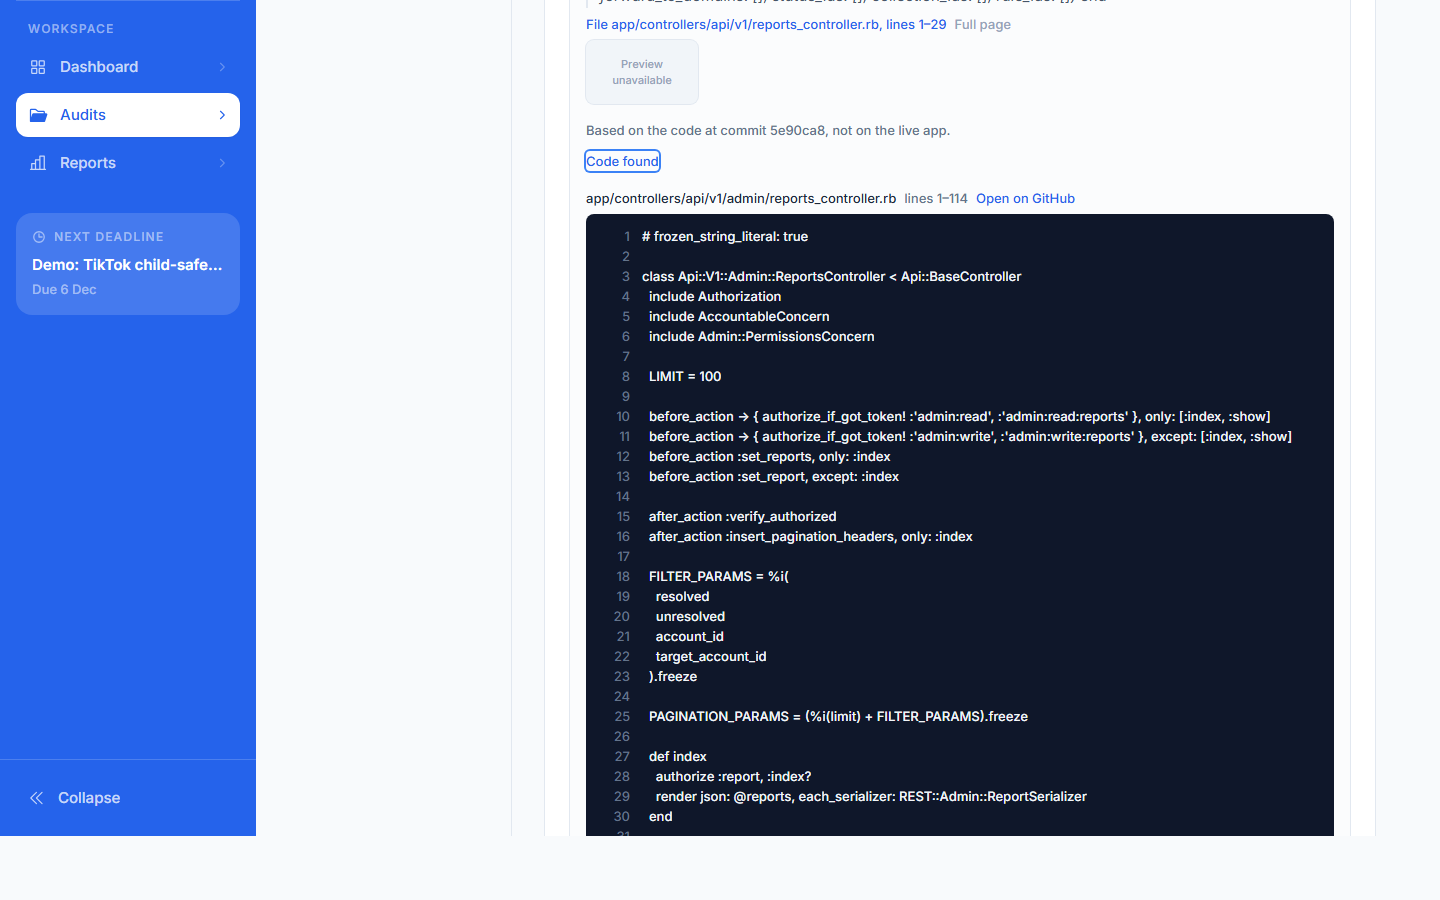 WORKSPACE
Dashboard
Audits
Reports
NEXT DEADLINE
Demo: TikTok child-safe...
Due 6 Dec
Collapse
File app/controllers/api/v1/reports_controller.rb, lines 1–29 Full page
Preview
unavailable
Based on the code at commit 5e90ca8, not on the live app.
Code found
app/controllers/api/v1/admin/reports_controller.rb lines 1–114 Open on GitHub
1 # frozen_string_literal: true
2
3 class Api::V1::Admin::ReportsController < Api::BaseController
4 include Authorization
5 include AccountableConcern
6 include Admin::PermissionsConcern
7
8 LIMIT = 100
9
10 before_action -> { authorize_if_got_token! :'admin:read', :'admin:read:reports' }, only: [:index, :show]
11 before_action -> { authorize_if_got_token! :'admin:write', :'admin:write:reports' }, except: [:index, :show]
12 before_action :set_reports, only: :index
13 before_action :set_report, except: :index
14
15 after_action :verify_authorized
16 after_action :insert_pagination_headers, only: :index
17
18 FILTER_PARAMS = %i(
19 resolved
20 unresolved
21 account_id
22 target_account_id
23 ).freeze
24
25 PAGINATION_PARAMS = (%i(limit) + FILTER_PARAMS).freeze
26
27 def index
28 authorize :report, :index?
29 render json: @reports, each_serializer: REST::Admin::ReportSerializer
30 end